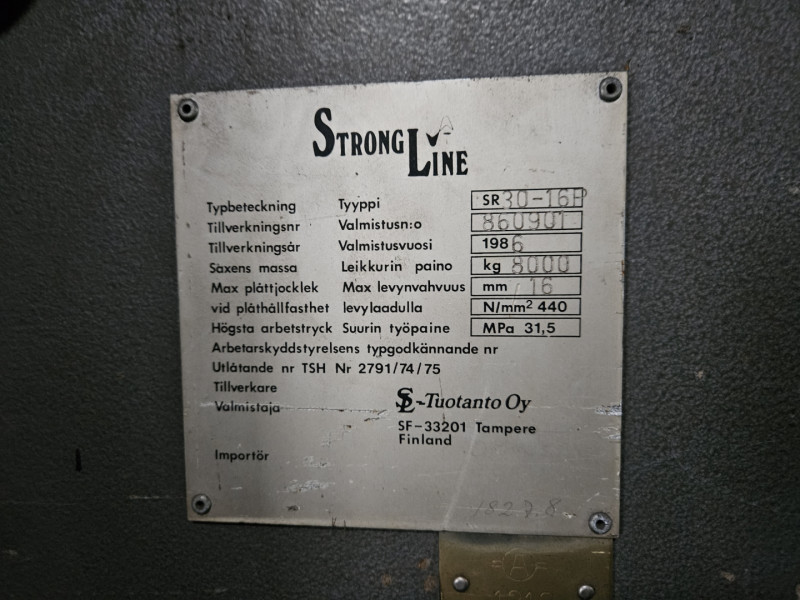 STRONG LINE
Typbeteckning Tyyppi SR 30-16H
Tillverkningsnr Valmistusn:o 860901
Tillverkningsår Valmistusvuosi 1986
Saxens massa Leikkurin paino kg 8000
Max plåttjocklek Max levynvahvuus mm 16
vid plåthållfasthet levylaadulla N/mm² 440
Högsta arbetstryck Suurin työpaine MPa 31,5
Arbetarskyddstyrelsens typgodkännande nr
Utlåtande nr TSH Nr 2791/74/75
Tillverkare
Valmistaja SL-Tuotanto Oy
SF-33201 Tampere
Finland
Importör